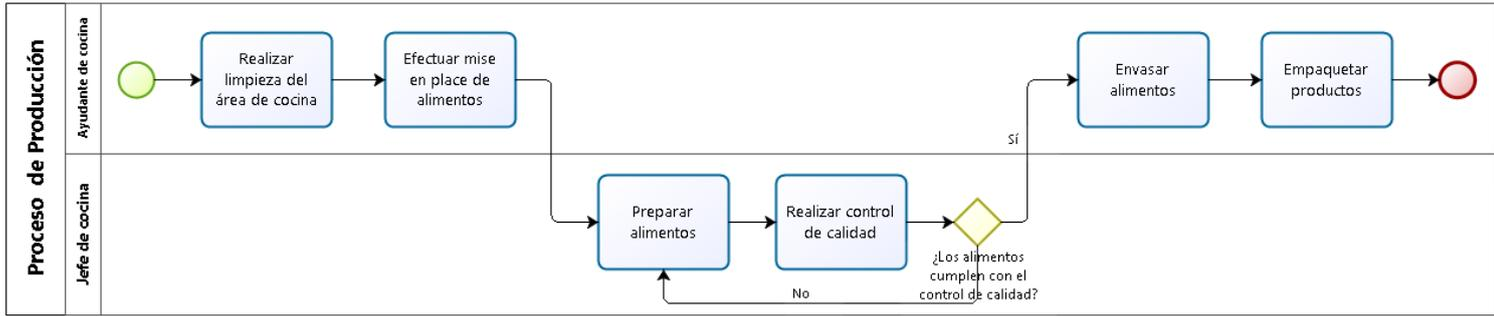 Proceso de Producción
Ayudante de cocina
Realizar
limpieza del
área de cocina
Efectuar mise
en place de
alimentos
Envasar
alimentos
Empaquetar
productos
Sí
Jefe de cocina
Preparar
alimentos
Realizar control
de calidad
¿Los alimentos
cumplen con el
control de calidad?
No